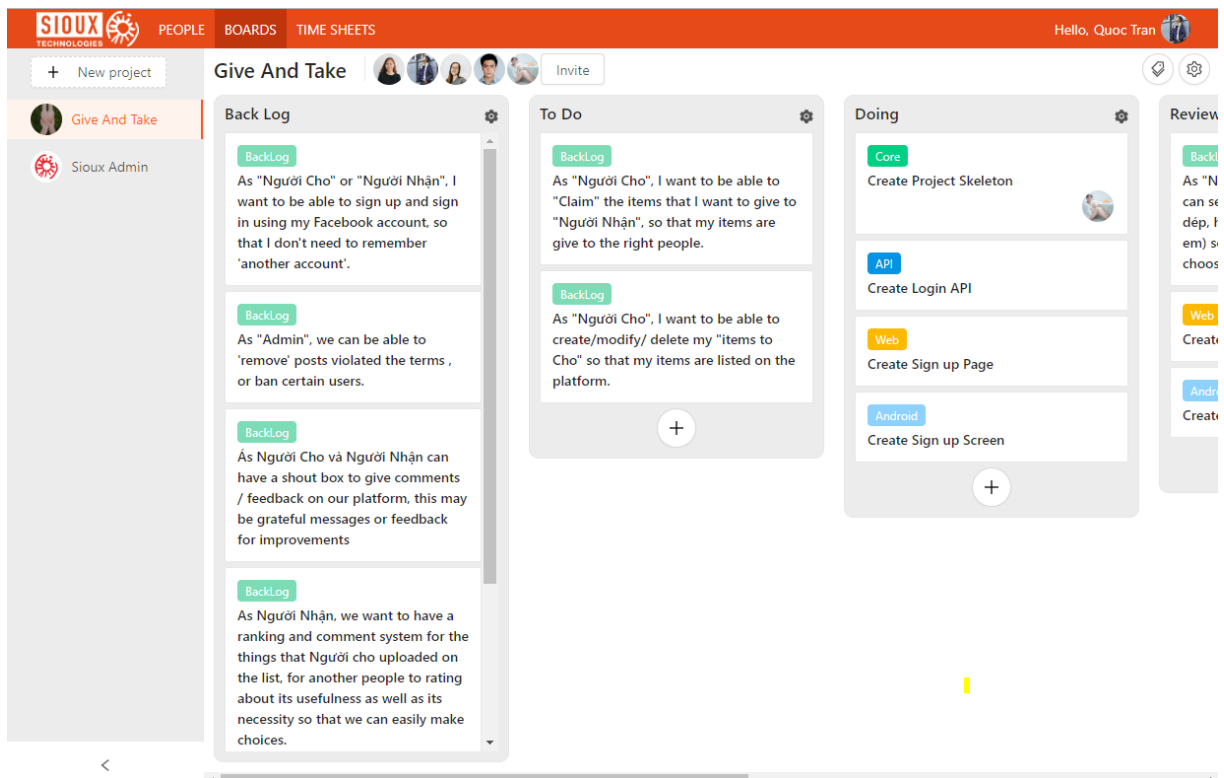 SIOUX
TECHNOLOGIES
PEOPLE
BOARDS
TIME SHEETS
Hello, Quoc Tran
+ New project
Give And Take
Sioux Admin
Give And Take
Invite
Back Log
BackLog
As "Người Cho" or "Người Nhận", I
want to be able to sign up and sign
in using my Facebook account, so
that I don't need to remember
'another account'.
BackLog
As "Admin", we can be able to
'remove' posts violated the terms ,
or ban certain users.
BackLog
Ás Người Cho và Người Nhận can
have a shout box to give comments
/ feedback on our platform, this may
be grateful messages or feedback
for improvements
BackLog
As Người Nhận, we want to have a
ranking and comment system for the
things that Người cho uploaded on
the list, for another people to rating
about its usefulness as well as its
necessity so that we can easily make
choices.
To Do
BackLog
As "Người Cho", I want to be able to
"Claim" the items that I want to give to
"Người Nhận", so that my items are
give to the right people.
BackLog
As "Người Cho", I want to be able to
create/modify/ delete my "items to
Cho" so that my items are listed on the
platform.
+
Doing
Core
Create Project Skeleton
API
Create Login API
Web
Create Sign up Page
Android
Create Sign up Screen
+
Review
As "N
can se
dép, h
em) s
choos
Web